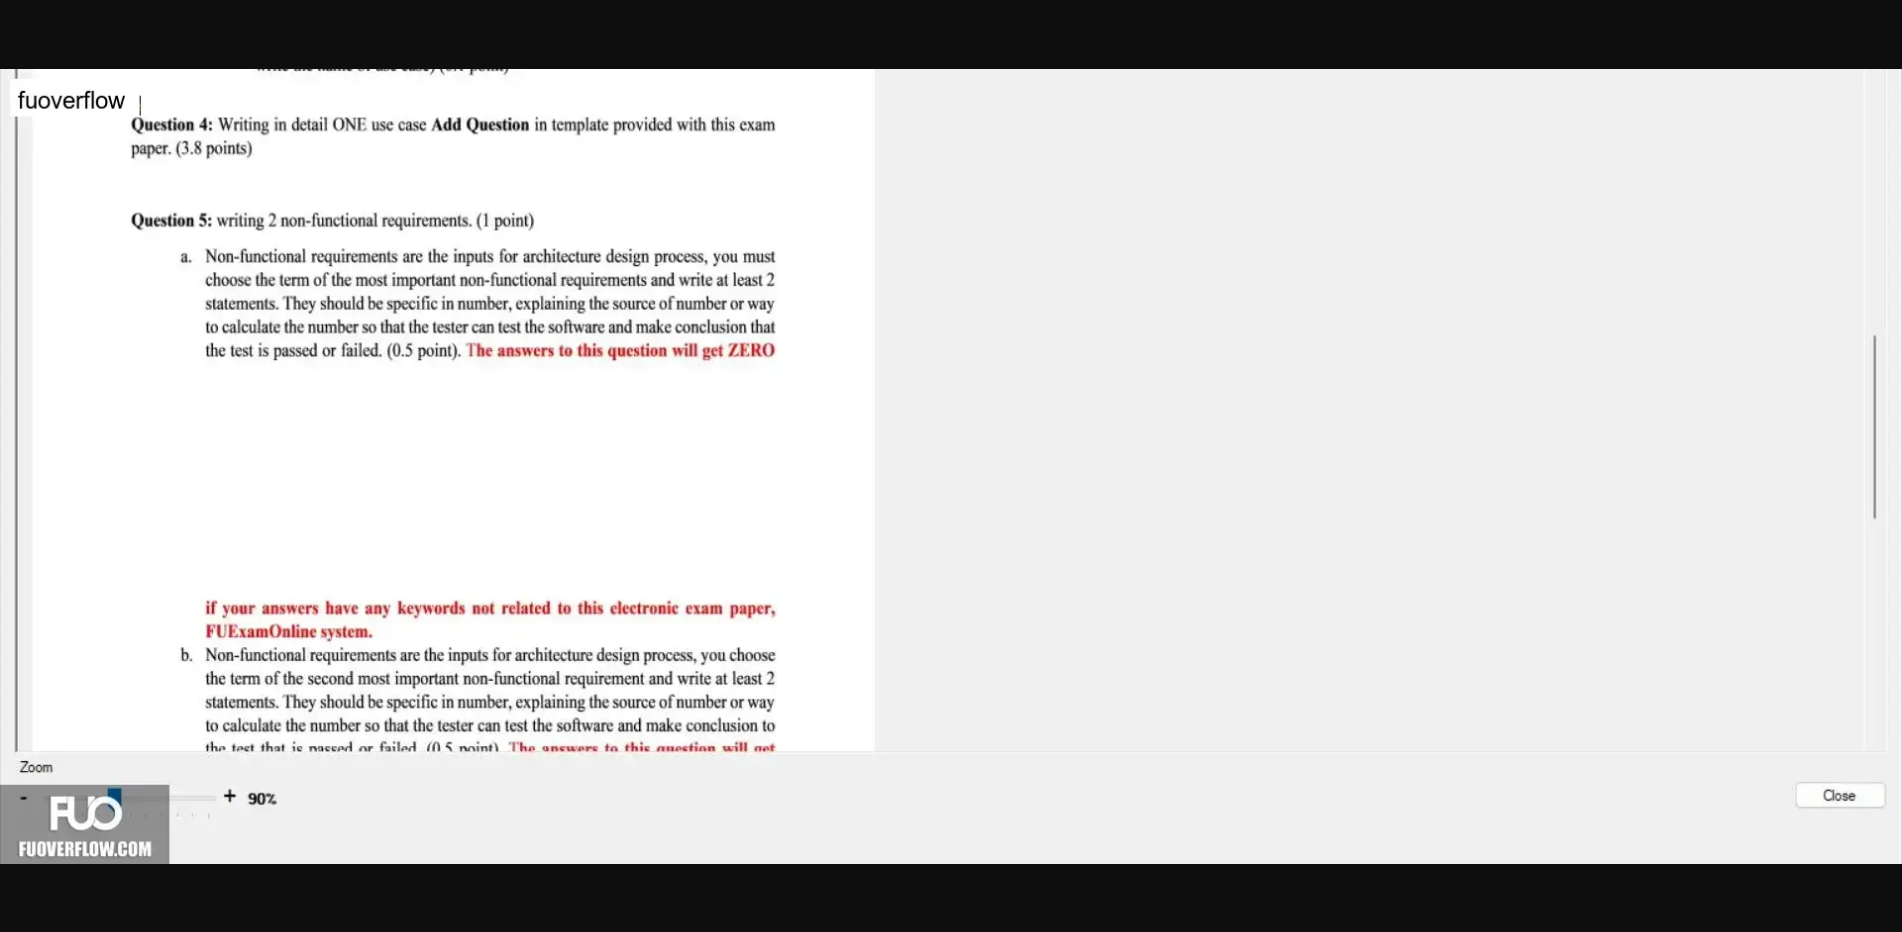 write the name of use case) (0.1 point)
fuoverflow
Question 4: Writing in detail ONE use case Add Question in template provided with this exam
paper. (3.8 points)
Question 5: writing 2 non-functional requirements. (1 point)
a. Non-functional requirements are the inputs for architecture design process, you must
choose the term of the most important non-functional requirements and write at least 2
statements. They should be specific in number, explaining the source of number or way
to calculate the number so that the tester can test the software and make conclusion that
the test is passed or failed. (0.5 point). The answers to this question will get ZERO
if your answers have any keywords not related to this electronic exam paper,
FUExamOnline system.
b. Non-functional requirements are the inputs for architecture design process, you choose
the term of the second most important non-functional requirement and write at least 2
statements. They should be specific in number, explaining the source of number or way
to calculate the number so that the tester can test the software and make conclusion to
the test that is passed or failed. (0.5 point). The answers to this question will get
Zoom
- + 90%
Close
FUO
FUOVERFLOW.COM